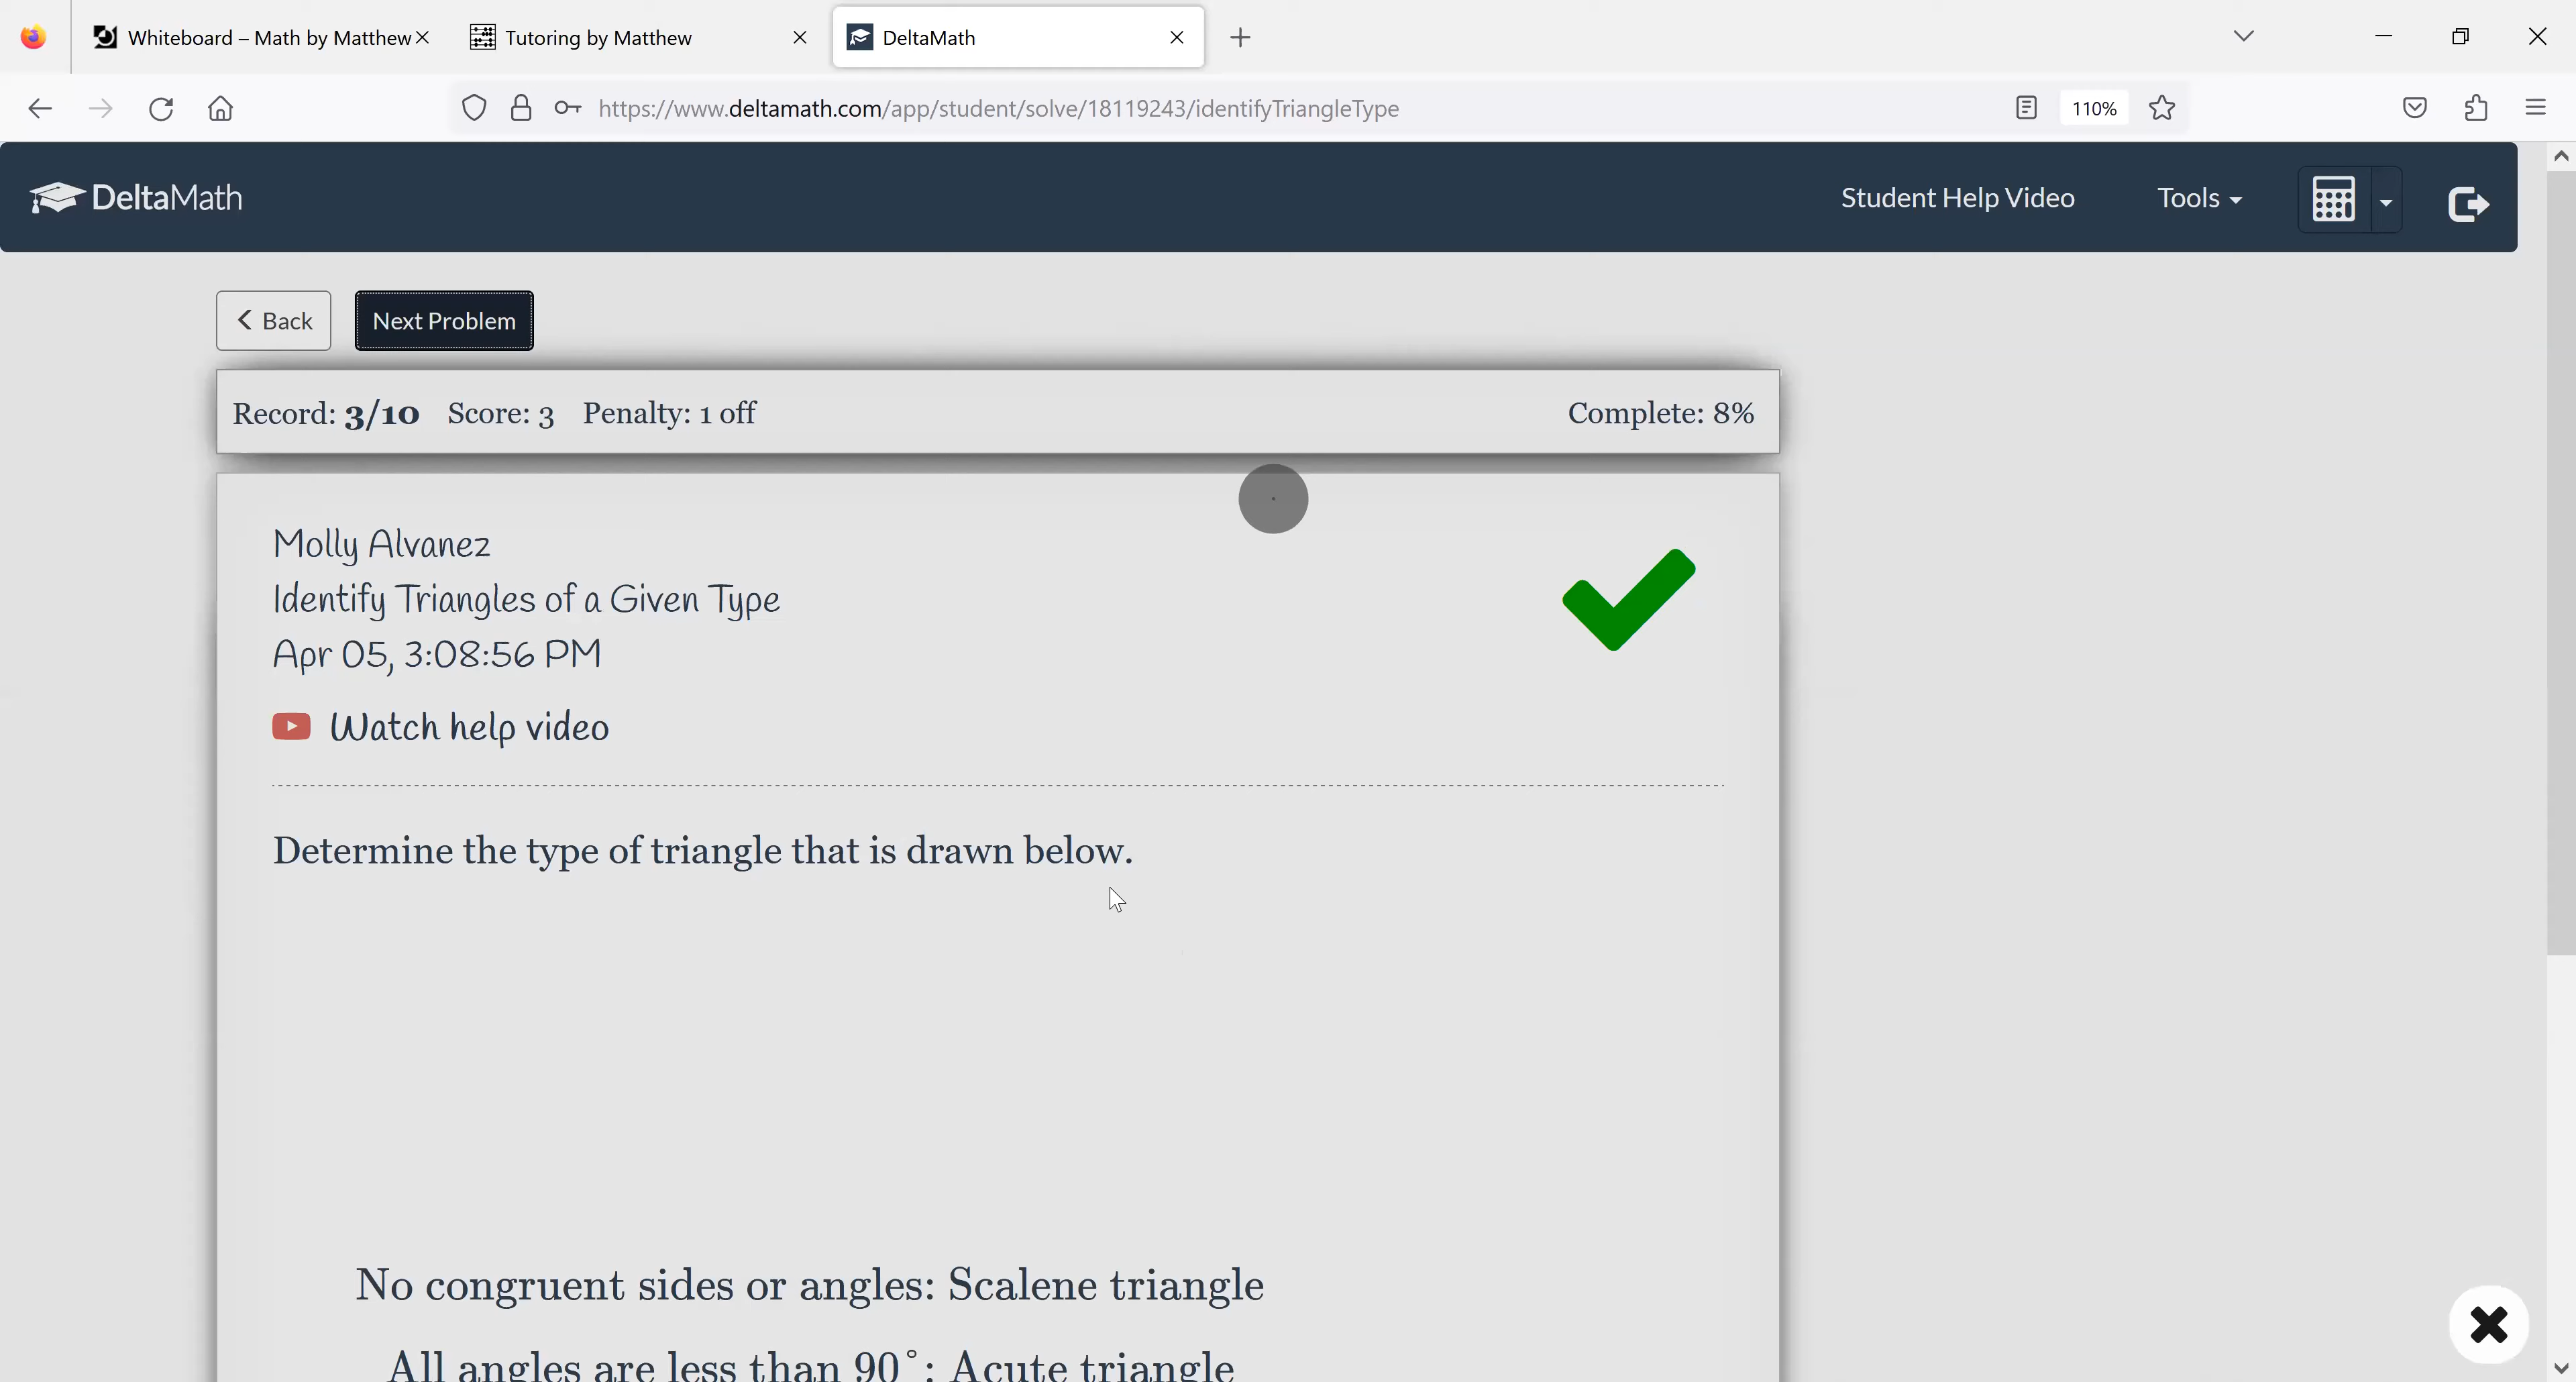 Whiteboard – Math by Matthew
Tutoring by Matthew
DeltaMath
https://www.deltamath.com/app/student/solve/18119243/identifyTriangleType
110%
DeltaMath
Student Help Video
Tools
Back
Next Problem
Record: 3/10 Score: 3 Penalty: 1 off
Complete: 8%
Molly Alvanez
Identify Triangles of a Given Type
Apr 05, 3:08:56 PM
Watch help video
Determine the type of triangle that is drawn below.
No congruent sides or angles: Scalene triangle
All angles are less than 90°: Acute triangle